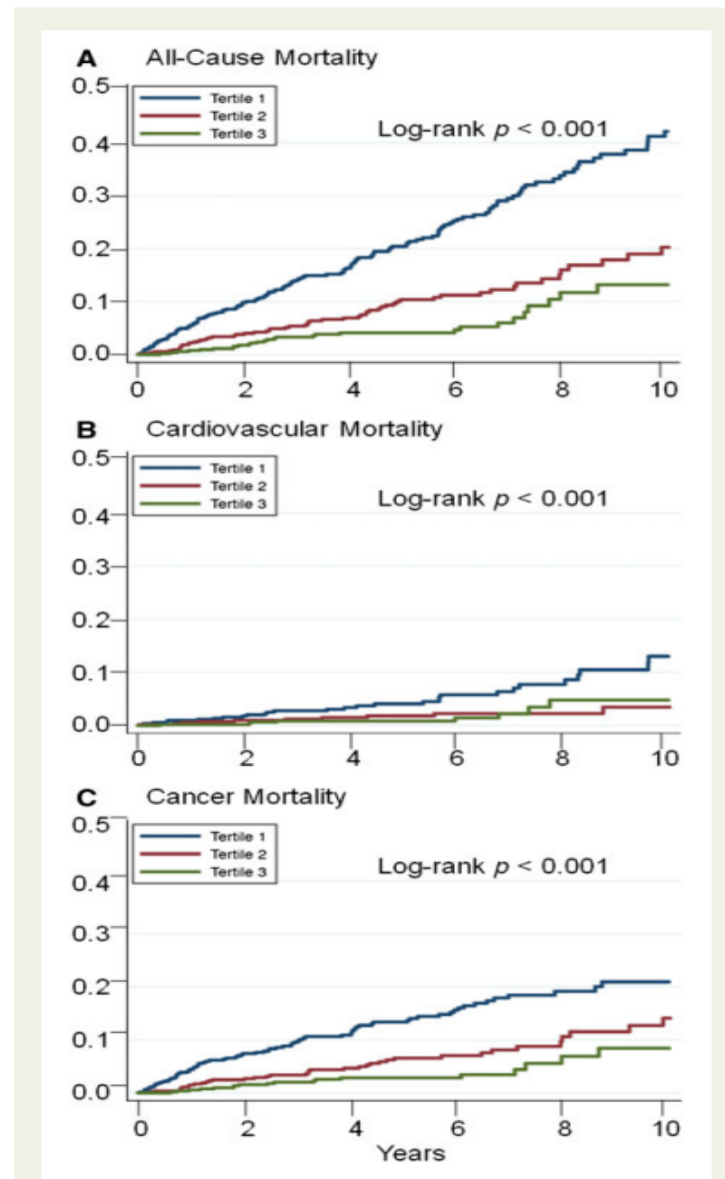 A All-Cause Mortality
0.5
Tertile 1
Tertile 2
Tertile 3
Log-rank p < 0.001
0.4
0.3
0.2
0.1
0.0
0 2 4 6 8 10
B Cardiovascular Mortality
0.5
Tertile 1
Tertile 2
Tertile 3
Log-rank p < 0.001
0.4
0.3
0.2
0.1
0.0
0 2 4 6 8 10
C Cancer Mortality
0.5
Tertile 1
Tertile 2
Tertile 3
Log-rank p < 0.001
0.4
0.3
0.2
0.1
0.0
0 2 4 6 8 10
Years